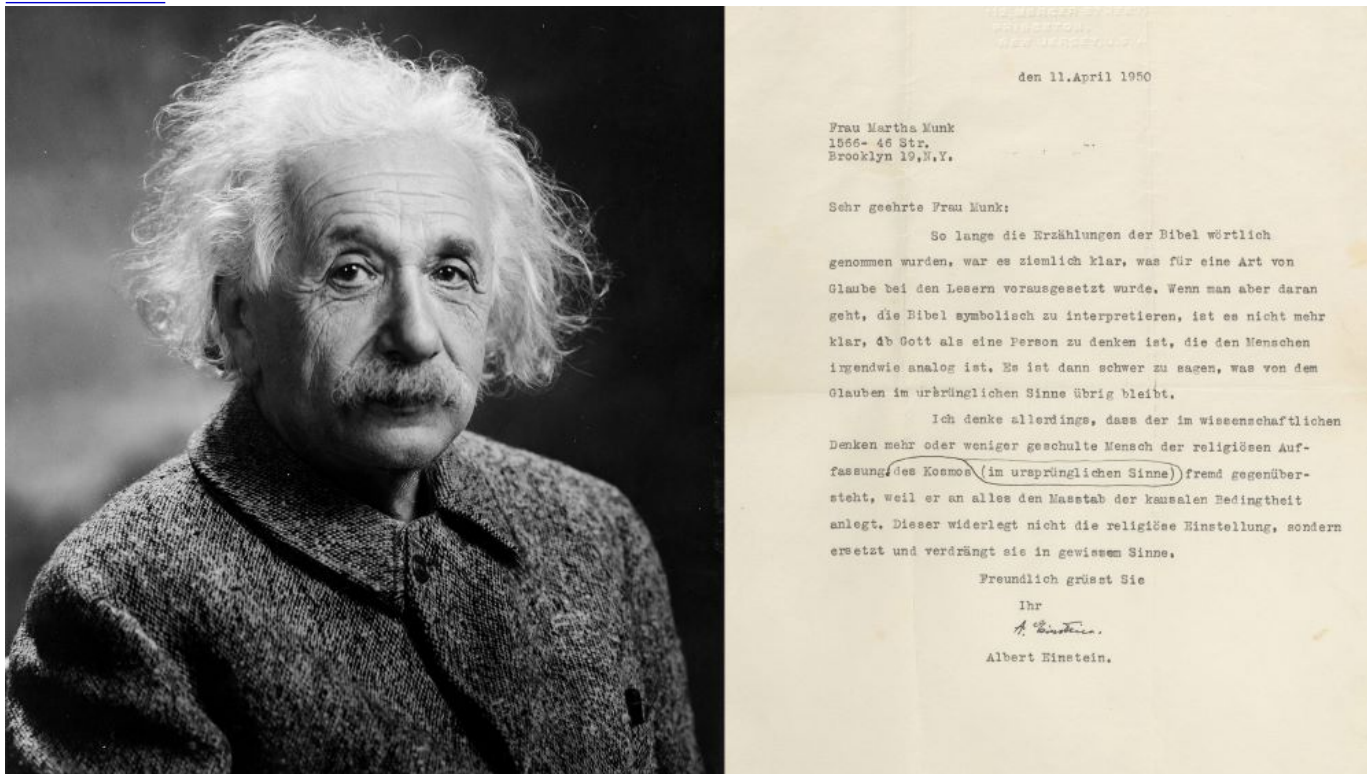 MERCER STREET
PRINCETON,
NEW JERSEY, U.S.A
den 11.April 1950
Frau Martha Munk
1566- 46 Str.
Brooklyn 19,N.Y.
Sehr geehrte Frau Munk:
So lange die Erzählungen der Bibel wörtlich
genommen wurden, war es ziemlich klar, was für eine Art von
Glaube bei den Lesern vorausgesetzt wurde. Wenn man aber daran
geht, die Bibel symbolisch zu interpretieren, ist es nicht mehr
klar, ob Gott als eine Person zu denken ist, die den Menschen
irgendwie analog ist. Es ist dann schwer zu sagen, was von dem
Glauben im Sinne übrig bleibt.
Ich denke allerdings, dass der im wissenschaftlichen
Denken mehr oder weniger geschulte Mensch der religiösen Auf-
fassung des Kosmos (im ursprünglichen Sinne) fremd gegenüber-
steht, weil er an alles den Masstab der kausalen Bedingtheit
anlegt. Dieser widerlegt nicht die religiöse Einstellung, sondern
ersetzt und verdrängt sie in gewissem Sinne.
Freundlich grüsst Sie
Ihr
A. Einstein.
Albert Einstein.